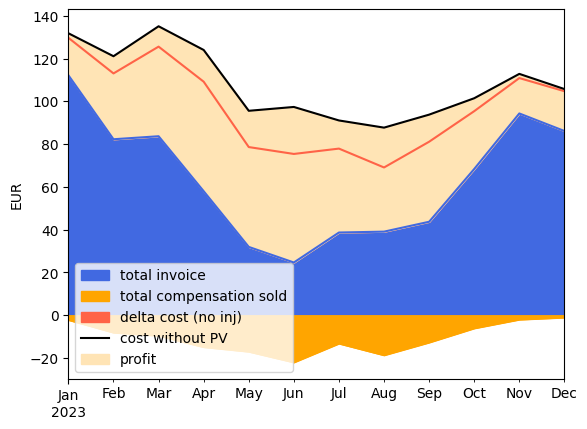 140
120
100
80
60
40
20
0
−20
EUR
total invoice
total compensation sold
delta cost (no inj)
cost without PV
profit
Jan Feb Mar Apr May Jun Jul Aug Sep Oct Nov Dec
2023